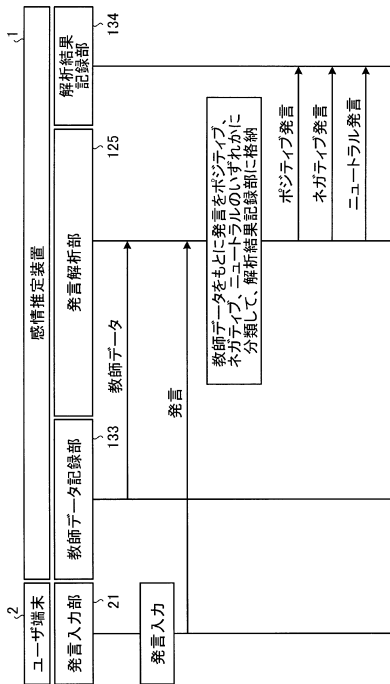 2
1
ユーザ端末
感情推定装置
発言入力部
教師データ記録部
発言解析部
解析結果
記録部
21
133
125
134
教師データ
発言入力
発言
教師データをもとに発言をポジティブ、
ネガティブ、ニュートラルのいずれかに
分類して、解析結果記録部に格納
ポジティブ発言
ネガティブ発言
ニュートラル発言